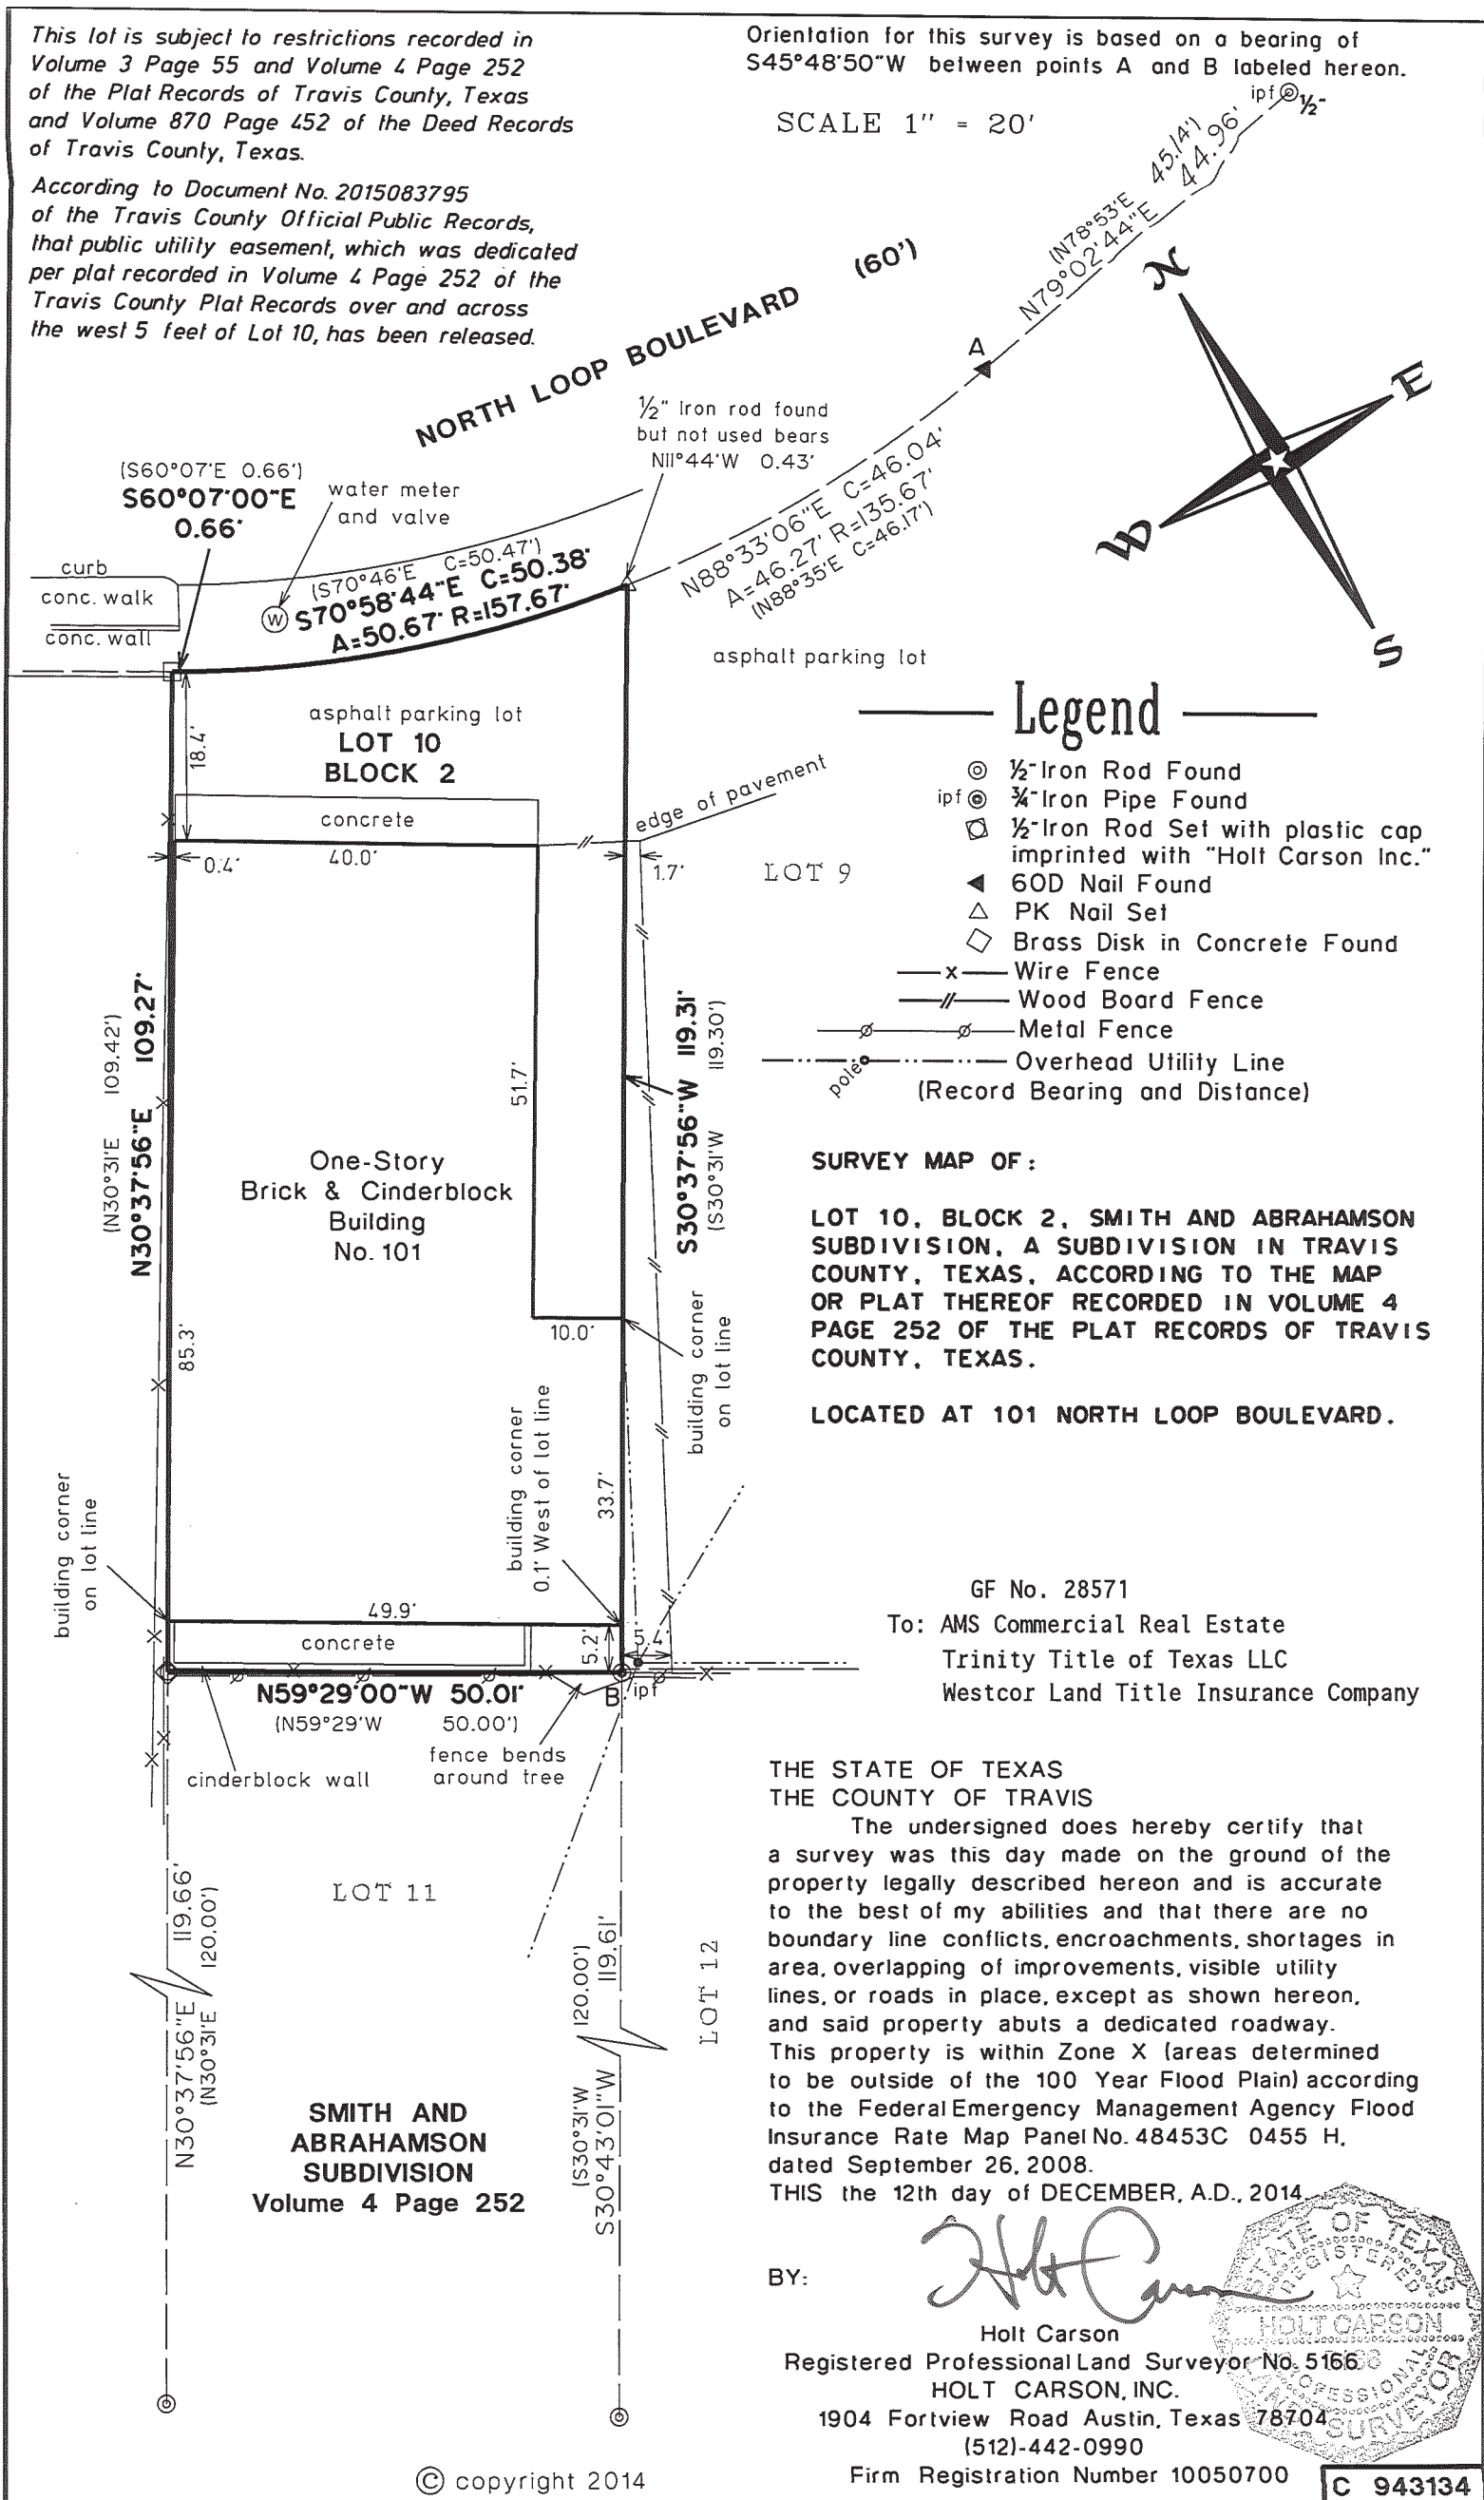 This lot is subject to restrictions recorded in
Volume 3 Page 55 and Volume 4 Page 252
of the Plat Records of Travis County, Texas
and Volume 870 Page 452 of the Deed Records
of Travis County, Texas.
According to Document No. 2015083795
of the Travis County Official Public Records,
that public utility easement, which was dedicated
per plat recorded in Volume 4 Page 252 of the
Travis County Plat Records over and across
the west 5 feet of Lot 10, has been released.
Orientation for this survey is based on a bearing of
S45°48'50"W between points A and B labeled hereon.
SCALE 1" = 20'
ipf 1/2"
(N78°53'E 45.14')
N79°02'44"E 44.96'
NORTH LOOP BOULEVARD (60')
A
N
E
W
S
1/2" Iron rod found
but not used bears
N11°44'W 0.43'
(S60°07'E 0.66')
S60°07'00"E
0.66'
water meter
and valve
curb
conc. walk
conc. wall
W
(S70°46'E C=50.47')
S70°58'44"E C=50.38'
A=50.67' R=157.67'
N88°33'06"E C=46.04'
A=46.27' R=135.67'
(N88°35'E C=46.17')
asphalt parking lot
asphalt parking lot
LOT 10
BLOCK 2
18.4'
concrete
edge of pavement
0.4'
40.0'
1.7'
LOT 9
Legend
1/2" Iron Rod Found
ipf 3/4" Iron Pipe Found
1/2" Iron Rod Set with plastic cap
imprinted with "Holt Carson Inc."
60D Nail Found
PK Nail Set
Brass Disk in Concrete Found
x Wire Fence
// Wood Board Fence
Metal Fence
Overhead Utility Line
pole
(Record Bearing and Distance)
(N30°31'E 109.42')
N30°37'56"E 109.27'
51.7'
S30°37'56"W 119.31'
(S30°31'W 119.30')
One-Story
Brick & Cinderblock
Building
No. 101
85.3'
10.0'
building corner
on lot line
building corner
0.1' West of lot line
33.7'
building corner
on lot line
49.9'
concrete
5.2'
5.4'
N59°29'00"W 50.01'
(N59°29'W 50.00')
B
ipf
cinderblock wall
fence bends
around tree
SURVEY MAP OF:
LOT 10, BLOCK 2, SMITH AND ABRAHAMSON
SUBDIVISION, A SUBDIVISION IN TRAVIS
COUNTY, TEXAS, ACCORDING TO THE MAP
OR PLAT THEREOF RECORDED IN VOLUME 4
PAGE 252 OF THE PLAT RECORDS OF TRAVIS
COUNTY, TEXAS.
LOCATED AT 101 NORTH LOOP BOULEVARD.
GF No. 28571
To: AMS Commercial Real Estate
Trinity Title of Texas LLC
Westcor Land Title Insurance Company
LOT 11
LOT 12
N30°37'56"E 119.66'
(N30°31'E 120.00')
(S30°31'W 120.00')
S30°43'01"W 119.61'
SMITH AND
ABRAHAMSON
SUBDIVISION
Volume 4 Page 252
THE STATE OF TEXAS
THE COUNTY OF TRAVIS
The undersigned does hereby certify that
a survey was this day made on the ground of the
property legally described hereon and is accurate
to the best of my abilities and that there are no
boundary line conflicts, encroachments, shortages in
area, overlapping of improvements, visible utility
lines, or roads in place, except as shown hereon,
and said property abuts a dedicated roadway.
This property is within Zone X (areas determined
to be outside of the 100 Year Flood Plain) according
to the Federal Emergency Management Agency Flood
Insurance Rate Map Panel No. 48453C 0455 H,
dated September 26, 2008.
THIS the 12th day of DECEMBER, A.D., 2014
BY:
Holt Carson
Holt Carson
Registered Professional Land Surveyor No. 5166
HOLT CARSON, INC.
1904 Fortview Road Austin, Texas 78704
(512)-442-0990
Firm Registration Number 10050700
STATE OF TEXAS
REGISTERED
HOLT CARSON
PROFESSIONAL
LAND SURVEYOR
© copyright 2014
C 943134